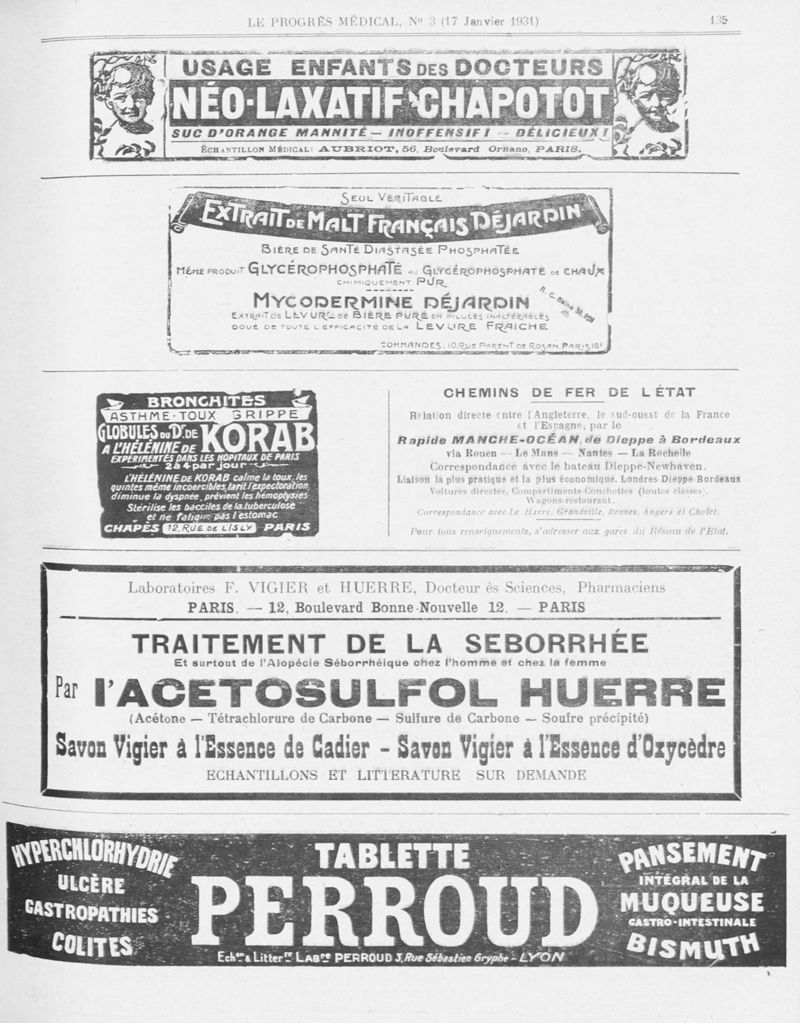 LE PROGRÈS MÉDICAL, No 3 (17 Janvier 1931)
135
USAGE ENFANTS DES DOCTEURS
NÉO-LAXATIF CHAPOTOT
SUC D'ORANGE MANNITÉ — INOFFENSIF! — DÉLICIEUX!
ÉCHANTILLON MÉDICAL: AUBRIOT, 56, Boulevard Ornano, PARIS.
SEUL VÉRITABLE
EXTRAIT DE MALT FRANÇAIS DÉJARDIN
BIÈRE DE SANTÉ DIASTASÉE PHOSPHATÉE
MÊME PRODUIT GLYCÉROPHOSPHATÉ AU GLYCÉROPHOSPHATE DE CHAUX
CHIMIQUEMENT PUR
MYCODERMINE DÉJARDIN
EXTRAIT DE LEVURE DE BIÈRE PURE EN PILULES INALTÉRABLES
DOUÉ DE TOUTE L'EFFICACITÉ DE LA LEVURE FRAICHE
COMMANDES: 10, RUE PARENT DE ROSAN, PARIS 16e
BRONCHITES
ASTHME · TOUX GRIPPE
GLOBULES DU Dr. DE KORAB
A L'HÉLÉNINE DE
EXPÉRIMENTÉS DANS LES HOPITAUX DE PARIS
2 à 4 par jour
L'HÉLÉNINE DE KORAB calme la toux, les
quintes même incoercibles, tarit l'expectoration,
diminue la dyspnée, prévient les hémoptysies
Stérilise les baccilles de la tuberculose
et ne fatigue pas l'estomac
CHAPÈS 12, RUE DE L'ISLY PARIS
CHEMINS DE FER DE L'ÉTAT
Relation directe entre l'Angleterre, le sud-ouest de la France
et l'Espagne, par le
Rapide MANCHE-OCÉAN, de Dieppe à Bordeaux
via Rouen — Le Mans — Nantes — La Rochelle
Correspondance avec le bateau Dieppe-Newhaven.
Liaison la plus pratique et la plus économique. Londres Dieppe-Bordeaux
Voitures directes, Compartiments-Couchettes (toutes classes).
Wagons-restaurant.
Correspondance avec Le Havre, Granville, Rennes, Angers et Cholet.
Pour tous renseignements, s'adresser aux gares du Réseau de l'Etat.
Laboratoires F. VIGIER et HUERRE, Docteur ès Sciences, Pharmaciens
PARIS. — 12, Boulevard Bonne-Nouvelle 12. — PARIS
TRAITEMENT DE LA SEBORRHÉE
Et surtout de l'Alopécie Séborrhéique chez l'homme et chez la femme
Par l'ACETOSULFOL HUERRE
(Acétone — Tétrachlorure de Carbone — Sulfure de Carbone — Soufre précipité)
Savon Vigier à l'Essence de Cadier - Savon Vigier à l'Essence d'Oxycèdre
ECHANTILLONS ET LITTERATURE SUR DEMANDE
HYPERCHLORHYDRIE
ULCÈRE
GASTROPATHIES
COLITES
TABLETTE
PERROUD
Echons & Littérre LABres PERROUD 3, Rue Sébastien Gryphe - LYON
PANSEMENT
INTÉGRAL DE LA
MUQUEUSE
GASTRO-INTESTINALE
BISMUTH